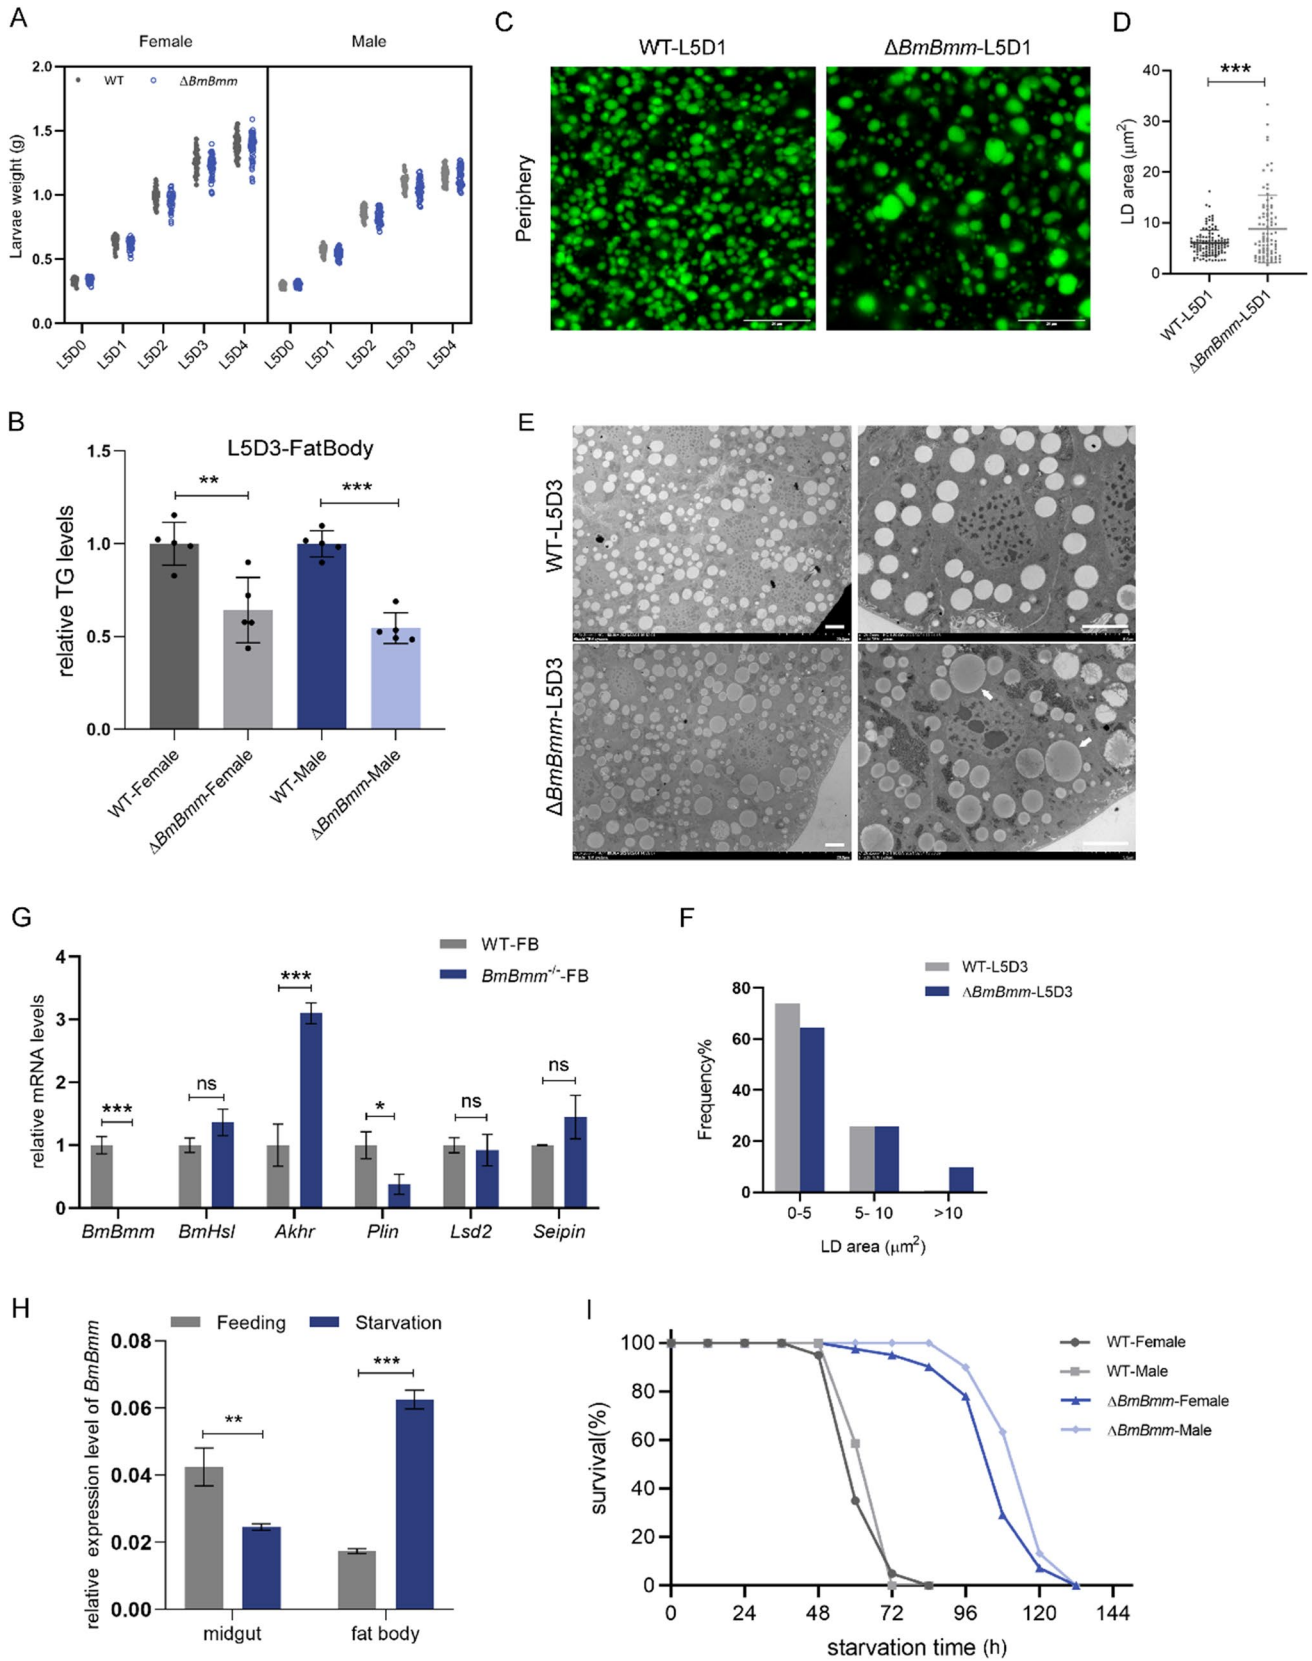 A
Female
Male
WT
ΔBmBmm
Larvae weight (g)
2.0
1.5
1.0
0.5
0.0
L5D0
L5D1
L5D2
L5D3
L5D4
L5D0
L5D1
L5D2
L5D3
L5D4
C
WT-L5D1
ΔBmBmm-L5D1
Periphery
D
***
LD area (μm²)
40
30
20
10
0
WT-L5D1
ΔBmBmm-L5D1
B
L5D3-FatBody
relative TG levels
1.5
1.0
0.5
0.0
**
***
WT-Female
ΔBmBmm-Female
WT-Male
ΔBmBmm-Male
E
WT-L5D3
ΔBmBmm-L5D3
G
WT-FB
BmBmm⁻/⁻-FB
relative mRNA levels
4
3
2
1
0
***
ns
***
*
ns
ns
BmBmm
BmHsl
Akhr
Plin
Lsd2
Seipin
F
WT-L5D3
ΔBmBmm-L5D3
Frequency%
80
60
40
20
0
0-5
5- 10
>10
LD area (μm²)
H
Feeding
Starvation
relative expression level of BmBmm
0.08
0.06
0.04
0.02
0.00
**
***
midgut
fat body
I
survival(%)
100
80
60
40
20
0
0
24
48
72
96
120
144
starvation time (h)
WT-Female
WT-Male
ΔBmBmm-Female
ΔBmBmm-Male